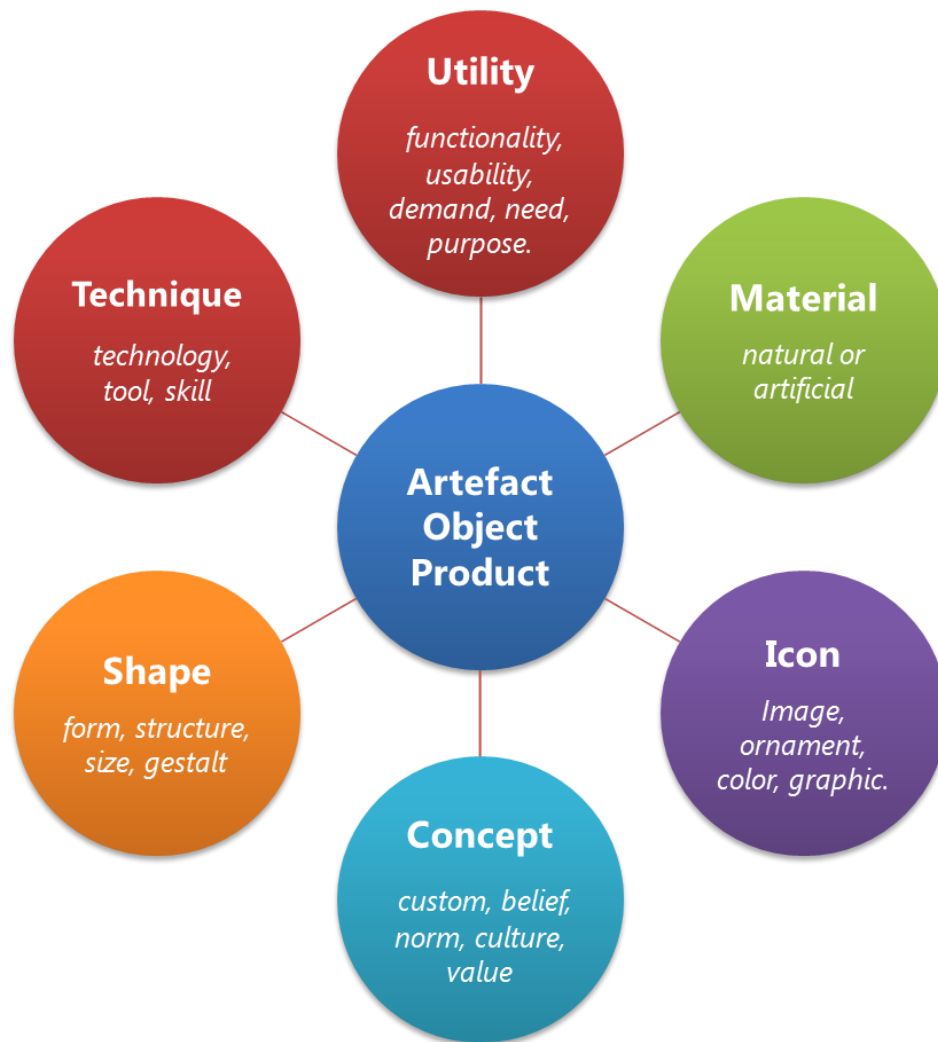 Utility
functionality,
usability,
demand, need,
purpose.
Technique
technology,
tool, skill
Material
natural or
artificial
Artefact
Object
Product
Shape
form, structure,
size, gestalt
Icon
Image,
ornament,
color, graphic.
Concept
custom, belief,
norm, culture,
value